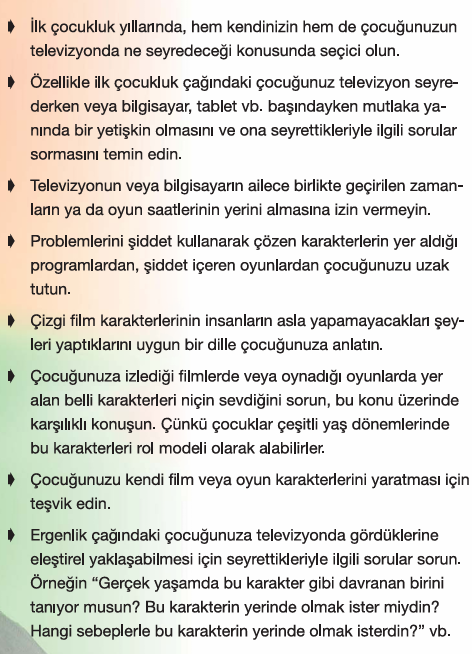 ➧ İlk çocukluk yıllarında, hem kendinizin hem de çocuğunuzun
televizyonda ne seyredeceği konusunda seçici olun.
➧ Özellikle ilk çocukluk çağındaki çocuğunuz televizyon seyre-
derken veya bilgisayar, tablet vb. başındayken mutlaka ya-
nında bir yetişkin olmasını ve ona seyrettikleriyle ilgili sorular
sormasını temin edin.
➧ Televizyonun veya bilgisayarın ailece birlikte geçirilen zaman-
ların ya da oyun saatlerinin yerini almasına izin vermeyin.
➧ Problemlerini şiddet kullanarak çözen karakterlerin yer aldığı
programlardan, şiddet içeren oyunlardan çocuğunuzu uzak
tutun.
➧ Çizgi film karakterlerinin insanların asla yapamayacakları şey-
leri yaptıklarını uygun bir dille çocuğunuza anlatın.
➧ Çocuğunuza izlediği filmlerde veya oynadığı oyunlarda yer
alan belli karakterleri niçin sevdiğini sorun, bu konu üzerinde
karşılıklı konuşun. Çünkü çocuklar çeşitli yaş dönemlerinde
bu karakterleri rol modeli olarak alabilirler.
➧ Çocuğunuzu kendi film veya oyun karakterlerini yaratması için
teşvik edin.
➧ Ergenlik çağındaki çocuğunuza televizyonda gördüklerine
eleştirel yaklaşabilmesi için seyrettikleriyle ilgili sorular sorun.
Örneğin “Gerçek yaşamda bu karakter gibi davranan birini
tanıyor musun? Bu karakterin yerinde olmak ister miydin?
Hangi sebeplerle bu karakterin yerinde olmak isterdin?” vb.